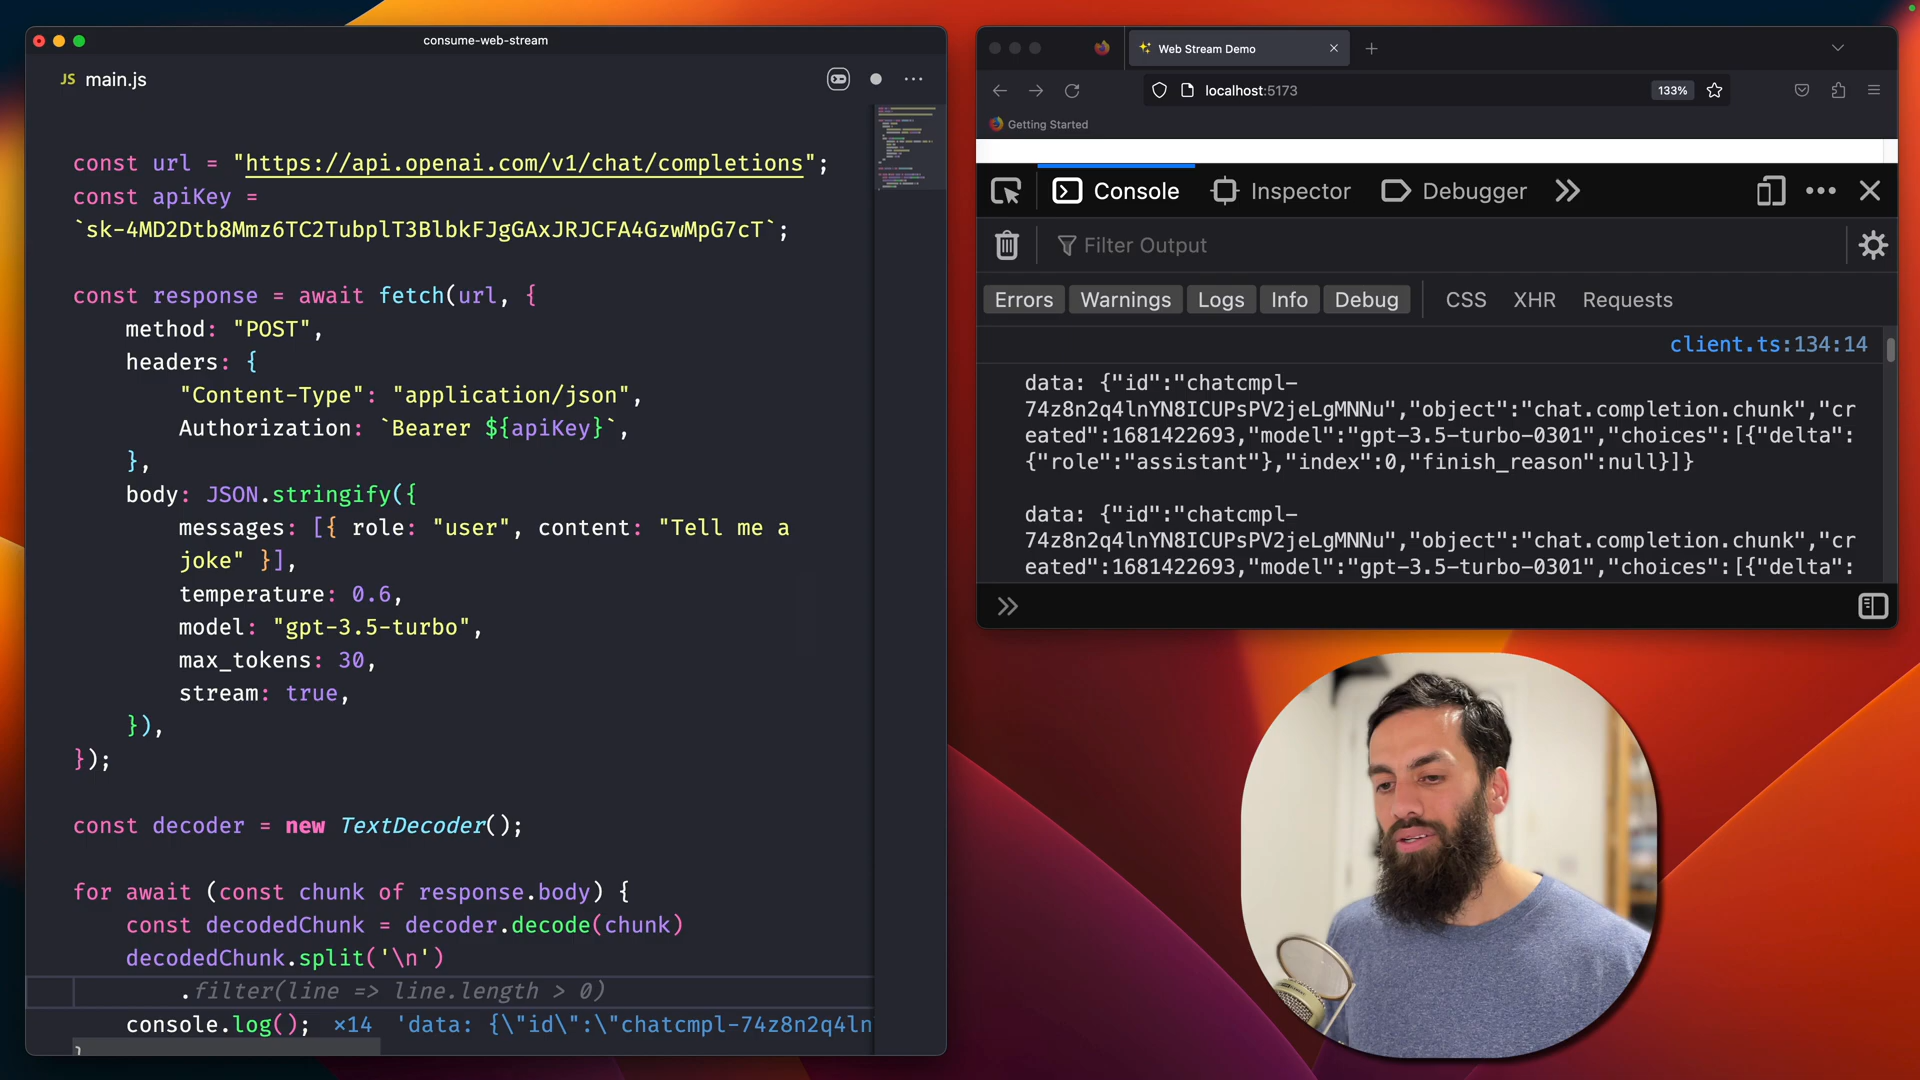 consume-web-stream
JS main.js
const url = "https://api.openai.com/v1/chat/completions";
const apiKey =
`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`;
const response = await fetch(url, {
method: "POST",
headers: {
"Content-Type": "application/json",
Authorization: `Bearer ${apiKey}`,
},
body: JSON.stringify({
messages: [{ role: "user", content: "Tell me a
joke" }],
temperature: 0.6,
model: "gpt-3.5-turbo",
max_tokens: 30,
stream: true,
}),
});
const decoder = new TextDecoder();
for await (const chunk of response.body) {
const decodedChunk = decoder.decode(chunk)
decodedChunk.split('\n')
.filter(line => line.length > 0)
console.log(); ×14 'data: {\"id\":\"chatcmpl-74z8n2q4ln
}
Web Stream Demo
localhost:5173
133%
Getting Started
Console Inspector Debugger
Filter Output
Errors Warnings Logs Info Debug CSS XHR Requests
client.ts:134:14
data: {"id":"chatcmpl-
74z8n2q4lnYN8ICUPsPV2jeLgMNNu","object":"chat.completion.chunk","cr
eated":1681422693,"model":"gpt-3.5-turbo-0301","choices":[{"delta":
{"role":"assistant"},"index":0,"finish_reason":null}]}
data: {"id":"chatcmpl-
74z8n2q4lnYN8ICUPsPV2jeLgMNNu","object":"chat.completion.chunk","cr
eated":1681422693,"model":"gpt-3.5-turbo-0301","choices":[{"delta":